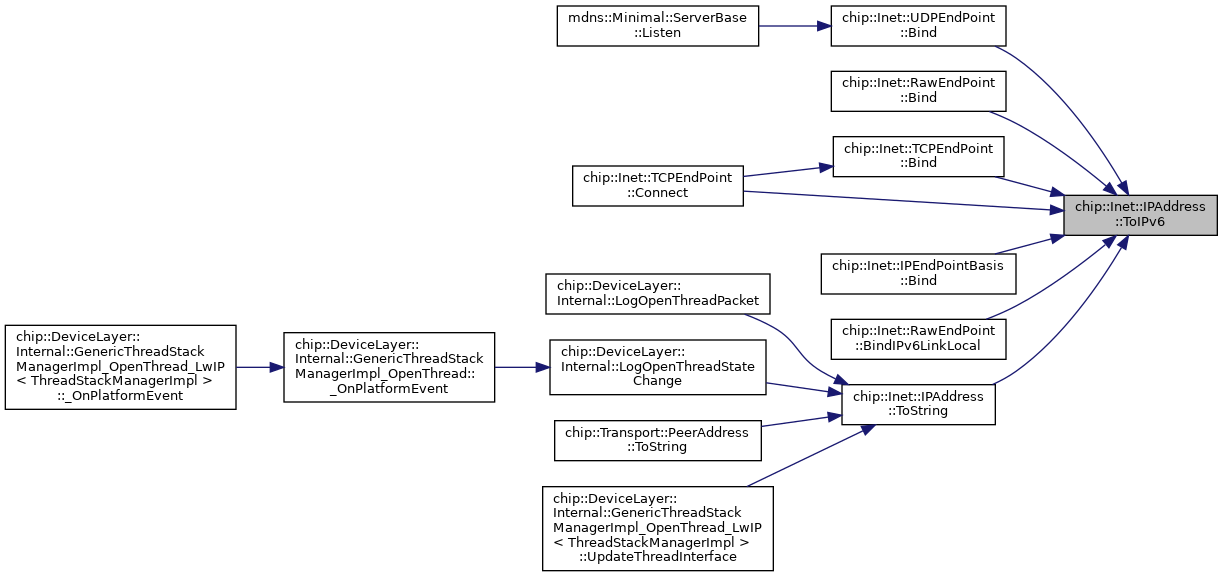 mdns::Minimal::ServerBase
::Listen
chip::Inet::UDPEndPoint
::Bind
chip::Inet::RawEndPoint
::Bind
chip::Inet::TCPEndPoint
::Bind
chip::Inet::TCPEndPoint
::Connect
chip::Inet::IPAddress
::ToIPv6
chip::Inet::IPEndPointBasis
::Bind
chip::DeviceLayer::
Internal::LogOpenThreadPacket
chip::Inet::RawEndPoint
::BindIPv6LinkLocal
chip::DeviceLayer::
Internal::GenericThreadStack
ManagerImpl_OpenThread_LwIP
< ThreadStackManagerImpl >
::_OnPlatformEvent
chip::DeviceLayer::
Internal::GenericThreadStack
ManagerImpl_OpenThread::
_OnPlatformEvent
chip::DeviceLayer::
Internal::LogOpenThreadState
Change
chip::Inet::IPAddress
::ToString
chip::Transport::PeerAddress
::ToString
chip::DeviceLayer::
Internal::GenericThreadStack
ManagerImpl_OpenThread_LwIP
< ThreadStackManagerImpl >
::UpdateThreadInterface